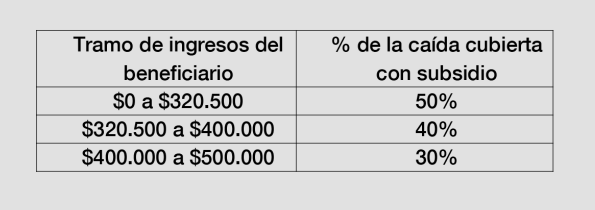 Tramo de ingresos del % de la caída cubierta
beneficiario con subsidio
$0 a $320.500 50%
$320.500 a $400.000 40%
$400.000 a $500.000 30%